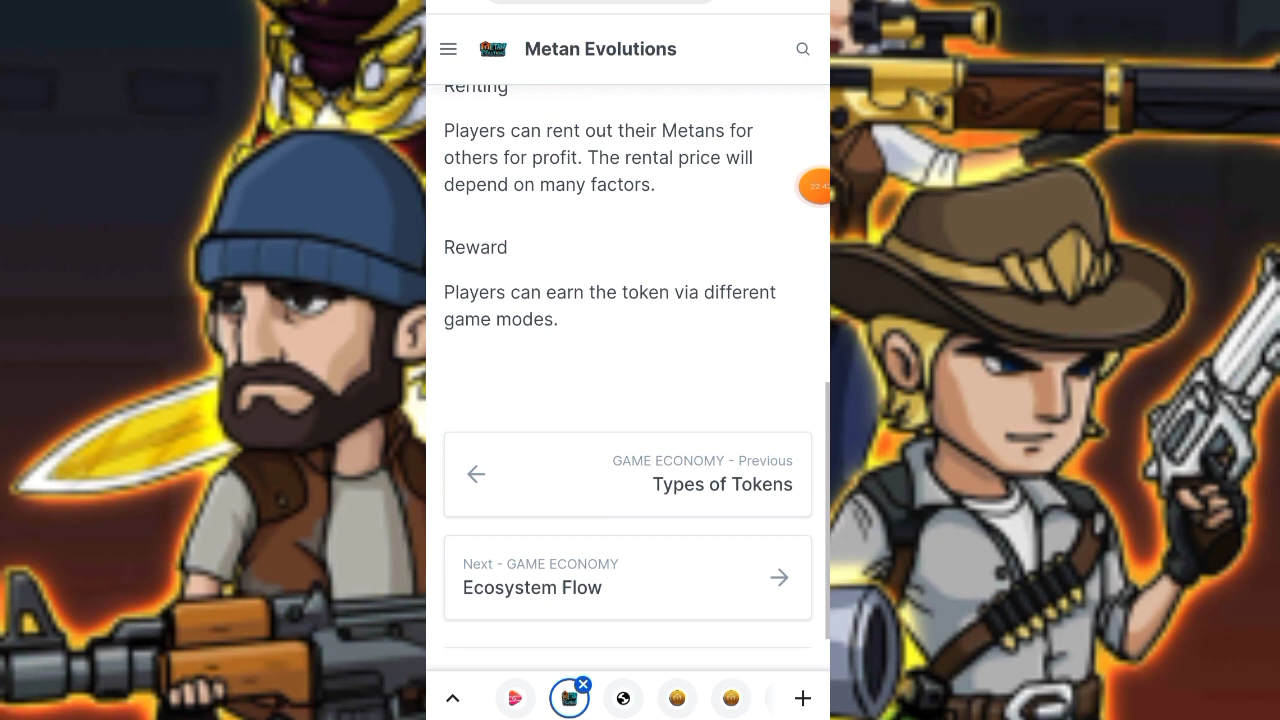 Metan Evolutions
Renting
Players can rent out their Metans for
others for profit. The rental price will
depend on many factors.
Reward
Players can earn the token via different
game modes.
GAME ECONOMY - Previous
Types of Tokens
Next - GAME ECONOMY
Ecosystem Flow